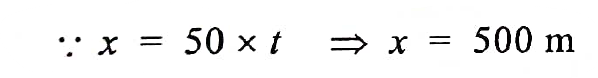 ∵ x = 50 × t ⇒ x = 500 m